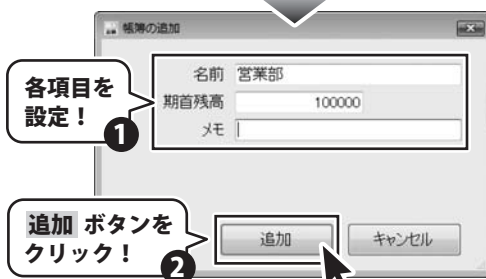 帳簿の追加
各項目を
設定！
1
名前 営業部
期首残高 100000
メモ
追加 ボタンを
クリック！
2
追加 キャンセル